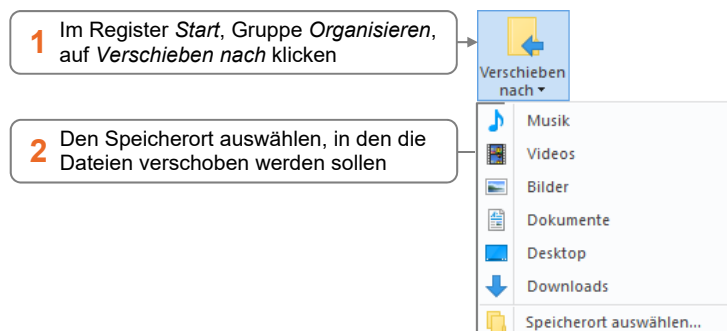 1 Im Register Start, Gruppe Organisieren,
auf Verschieben nach klicken
Verschieben
nach
2 Den Speicherort auswählen, in den die
Dateien verschoben werden sollen
Musik
Videos
Bilder
Dokumente
Desktop
Downloads
Speicherort auswählen...